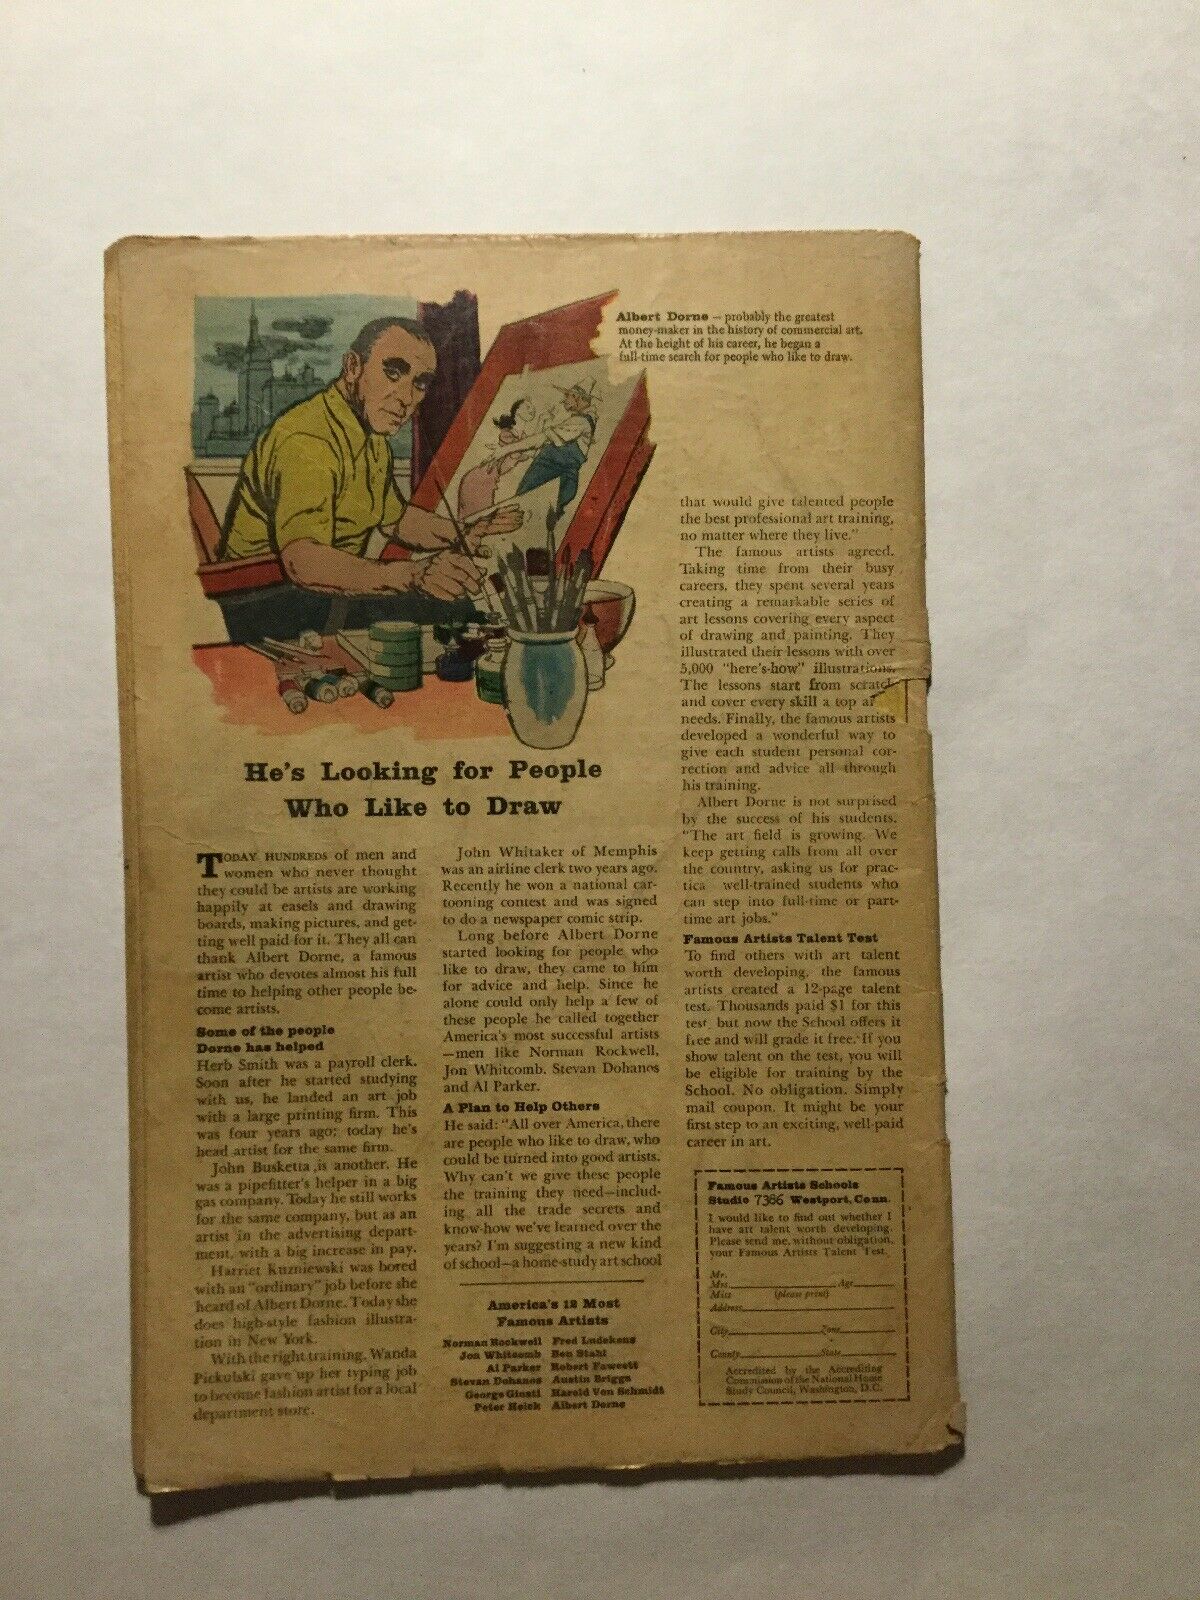 Albert Dorne – probably the greatest
money-maker in the history of commercial art.
At the height of his career, he began a
full-time search for people who like to draw.
He's Looking for People
Who Like to Draw
TODAY HUNDREDS of men and
women who never thought
they could be artists are working
happily at easels and drawing
boards, making pictures, and get-
ting well paid for it. They all can
thank Albert Dorne, a famous
artist who devotes almost his full
time to helping other people be-
come artists.
Some of the people
Dorne has helped
Herb Smith was a payroll clerk.
Soon after he started studying
with us, he landed an art job
with a large printing firm. This
was four years ago; today he's
head artist for the same firm.
John Busketta is another. He
was a pipefitter's helper in a big
gas company. Today he still works
for the same company, but as an
artist in the advertising depart-
ment, with a big increase in pay.
Harriet Kuzniewski was bored
with an "ordinary" job before she
heard of Albert Dorne. Today she
does high-style fashion illustra-
tion in New York.
With the right training, Wanda
Pickulski gave up her typing job
to become fashion artist for a local
department store.
John Whitaker of Memphis
was an airline clerk two years ago.
Recently he won a national car-
tooning contest and was signed
to do a newspaper comic strip.
Long before Albert Dorne
started looking for people who
like to draw, they came to him
for advice and help. Since he
alone could only help a few of
these people he called together
America's most successful artists
—men like Norman Rockwell,
Jon Whitcomb, Stevan Dohanos
and Al Parker.
A Plan to Help Others
He said: "All over America, there
are people who like to draw, who
could be turned into good artists.
Why can't we give these people
the training they need—includ-
ing all the trade secrets and
know-how we've learned over the
years? I'm suggesting a new kind
of school—a home-study art school
America's 12 Most
Famous Artists
Norman Rockwell Fred Ludekens
Jon Whitcomb Ben Stahl
Al Parker Robert Fawcett
Stevan Dohanos Austin Briggs
George Giusti Harold Von Schmidt
Peter Helck Albert Dorne
that would give talented people
the best professional art training,
no matter where they live."
The famous artists agreed.
Taking time from their busy
careers, they spent several years
creating a remarkable series of
art lessons covering every aspect
of drawing and painting. They
illustrated their lessons with over
5,000 "here's-how" illustrations.
The lessons start from scratch
and cover every skill a top
needs. Finally, the famous artists
developed a wonderful way to
give each student personal cor-
rection and advice all through
his training.
Albert Dorne is not surprised
by the success of his students.
"The art field is growing. We
keep getting calls from all over
the country, asking us for prac-
tica well-trained students who
can step into full-time or part-
time art jobs."
Famous Artists Talent Test
To find others with art talent
worth developing, the famous
artists created a 12-page talent
test. Thousands paid $1 for this
test but now the School offers it
free and will grade it free. If you
show talent on the test, you will
be eligible for training by the
School. No obligation. Simply
mail coupon. It might be your
first step to an exciting, well-paid
career in art.
Famous Artists Schools
Studio 7386 Westport, Conn.
I would like to find out whether I
have art talent worth developing.
Please send me, without obligation,
your Famous Artists Talent Test.
Mr.
Mrs. Age
Miss (please print)
Address
City Zone
County State
Accredited by the Accrediting
Commission of the National Home
Study Council, Washington, D.C.